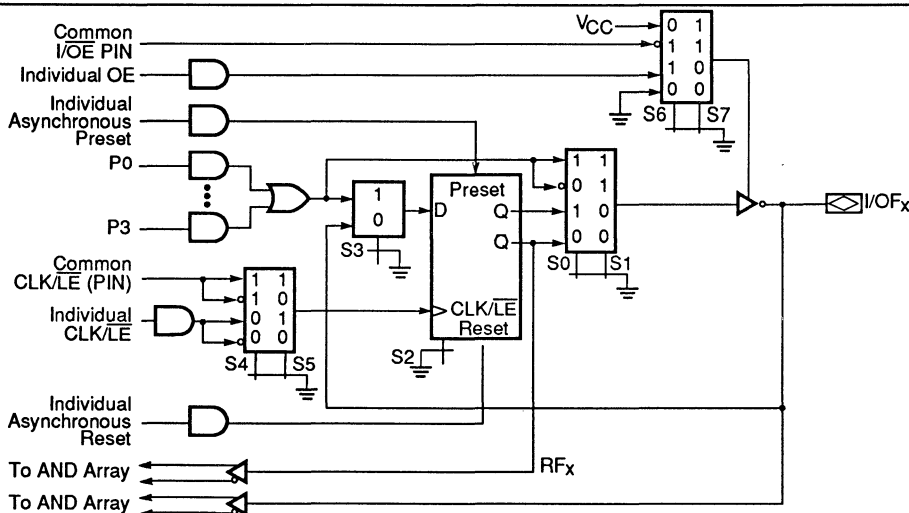 Common
I/OE PIN
Individual OE
Individual
Asynchronous
Preset
P0
P3
Common
CLK/LE (PIN)
Individual
CLK/LE
Individual
Asynchronous
Reset
To AND Array
To AND Array
VCC
0 1
1 1
1 0
0 0
S6 S7
1
0
S3
Preset
D
Q
Q
CLK/LE
Reset
S2
1 1
0 1
1 0
0 0
S0 S1
1 1
1 0
0 1
0 0
S4 S5
I/OFx
RFx